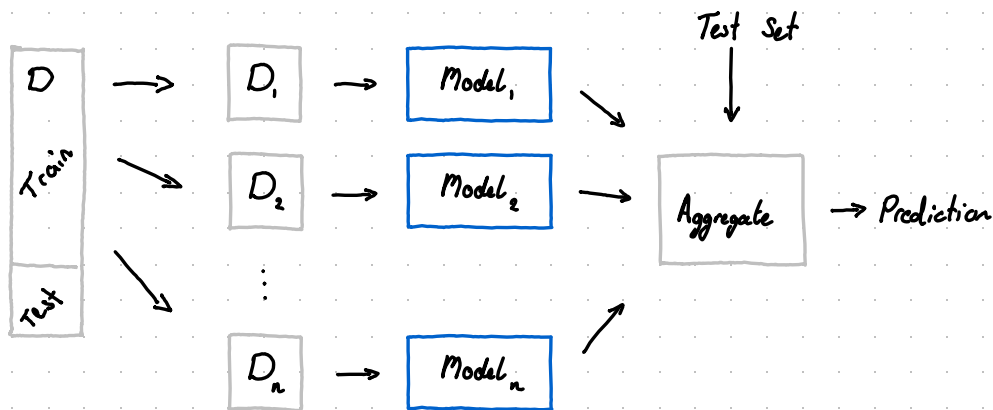 Test Set
D
Train
Test
D₁
Model₁
D₂
Model₂
Aggregate
Prediction
Dₙ
Modelₙ